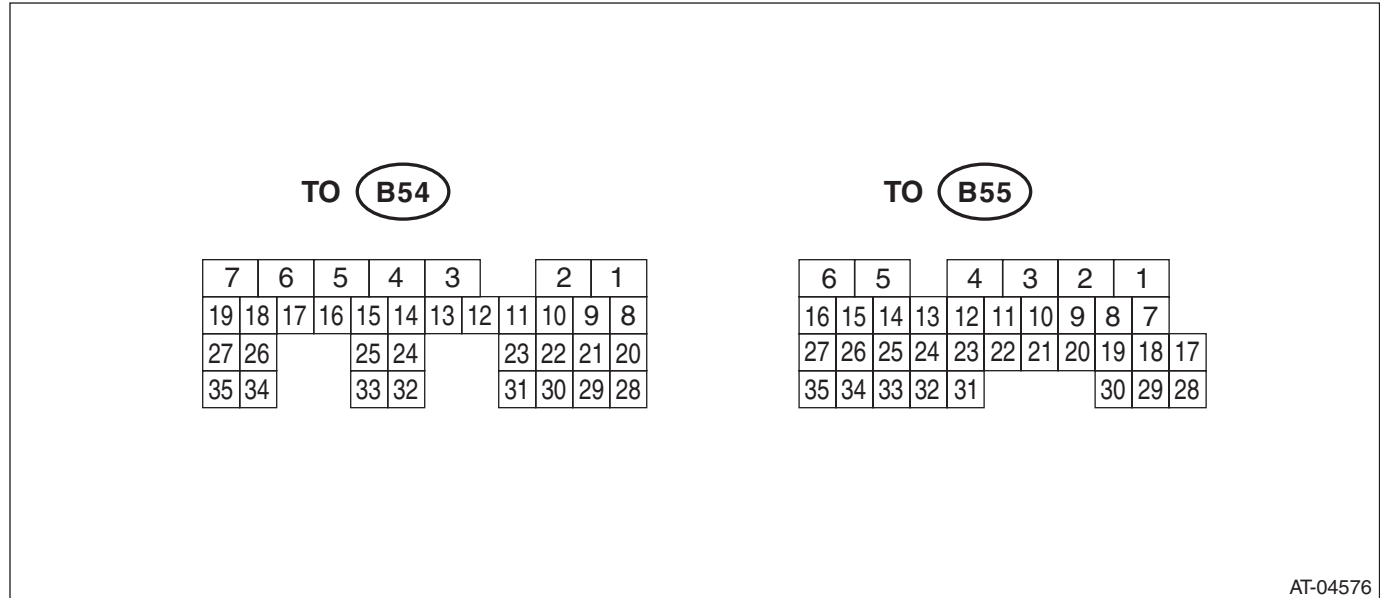 TO B54
7 6 5 4 3 2 1
19 18 17 16 15 14 13 12 11 10 9 8
27 26 25 24 23 22 21 20
35 34 33 32 31 30 29 28
TO B55
6 5 4 3 2 1
16 15 14 13 12 11 10 9 8 7
27 26 25 24 23 22 21 20 19 18 17
35 34 33 32 31 30 29 28
AT-04576